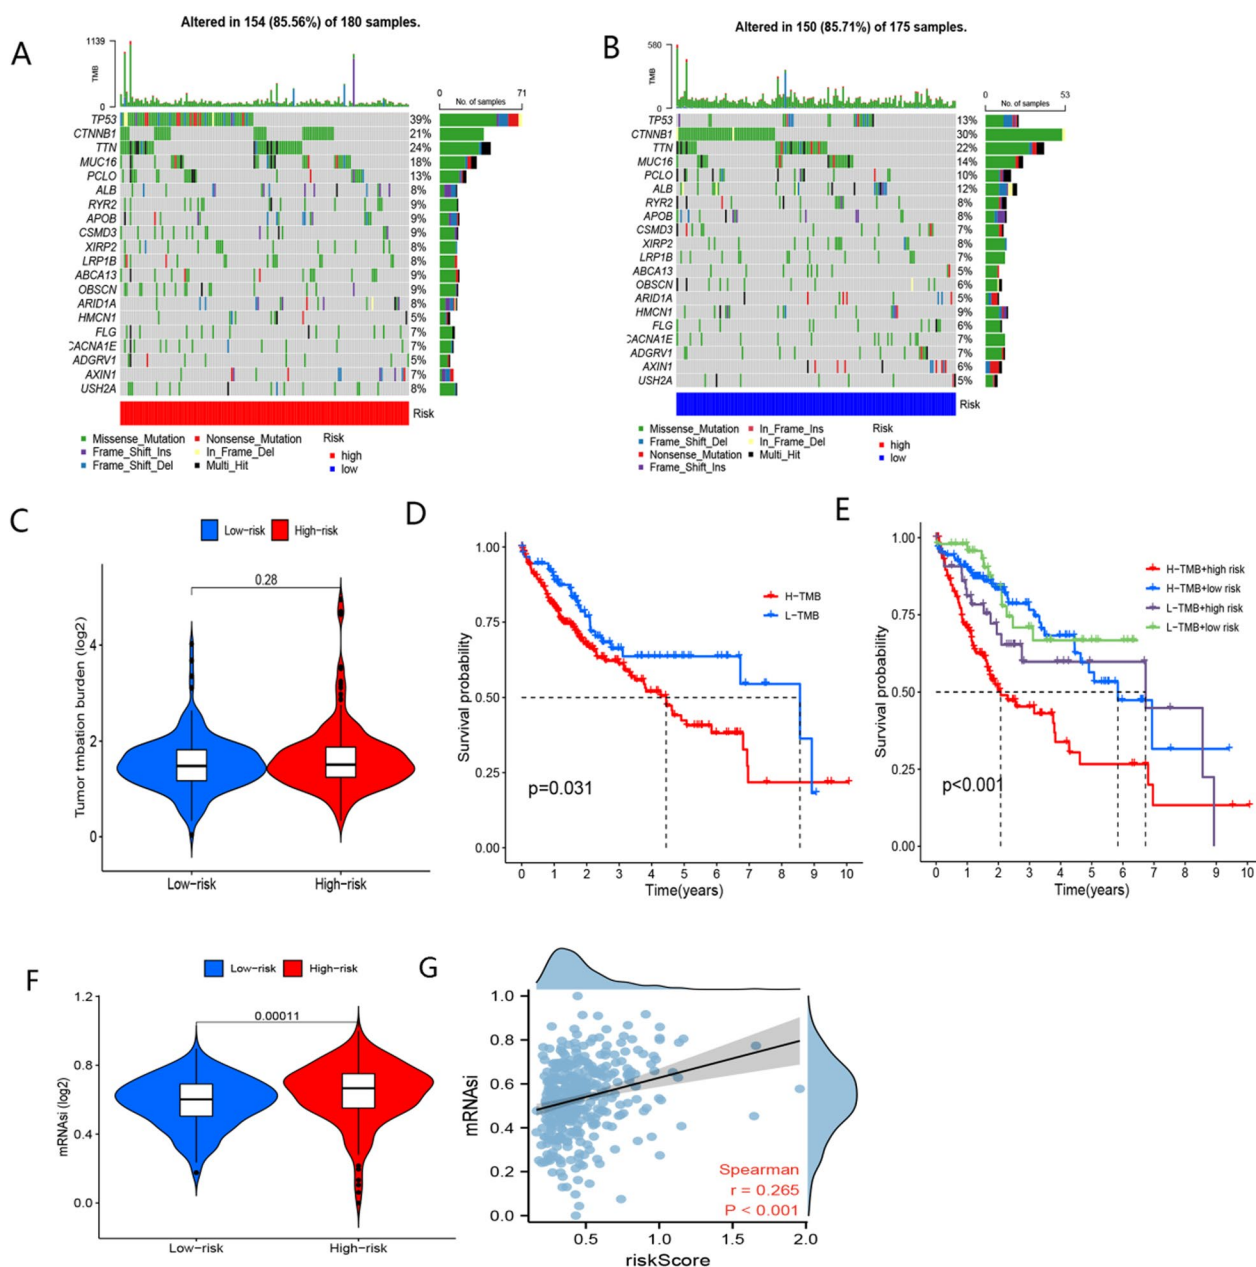 A
Altered in 154 (85.56%) of 180 samples.
1139
TMB
0
0 71
No. of samples
TP53 39%
CTNNB1 21%
TTN 24%
MUC16 18%
PCLO 13%
ALB 8%
RYR2 9%
APOB 9%
CSMD3 9%
XIRP2 8%
LRP1B 8%
ABCA13 9%
OBSCN 9%
ARID1A 8%
HMCN1 5%
FLG 7%
CACNA1E 7%
ADGRV1 5%
AXIN1 7%
USH2A 8%
Risk
Missense_Mutation Nonsense_Mutation Risk
Frame_Shift_Ins In_Frame_Del high
Frame_Shift_Del Multi_Hit low
B
Altered in 150 (85.71%) of 175 samples.
580
TMB
0
0 53
No. of samples
TP53 13%
CTNNB1 30%
TTN 22%
MUC16 14%
PCLO 10%
ALB 12%
RYR2 8%
APOB 8%
CSMD3 7%
XIRP2 8%
LRP1B 7%
ABCA13 5%
OBSCN 6%
ARID1A 5%
HMCN1 9%
FLG 6%
CACNA1E 7%
ADGRV1 7%
AXIN1 6%
USH2A 5%
Risk
Missense_Mutation In_Frame_Ins Risk
Frame_Shift_Del In_Frame_Del high
Nonsense_Mutation Multi_Hit low
Frame_Shift_Ins
C
Low-risk High-risk
0.28
Tumor tmbation burden (log2)
4
2
0
Low-risk High-risk
D
H-TMB
L-TMB
Survival probability
1.00
0.75
0.50
0.25
0.00
p=0.031
0 1 2 3 4 5 6 7 8 9 10
Time(years)
E
H-TMB+high risk
H-TMB+low risk
L-TMB+high risk
L-TMB+low risk
Survival probability
1.00
0.75
0.50
0.25
0.00
p<0.001
0 1 2 3 4 5 6 7 8 9 10
Time(years)
F
Low-risk High-risk
0.00011
mRNAsi (log2)
1.2
0.8
0.4
0.0
Low-risk High-risk
G
mRNAsi
1.0
0.8
0.6
0.4
0.2
0.0
Spearman
r = 0.265
P < 0.001
0.5 1.0 1.5 2.0
riskScore